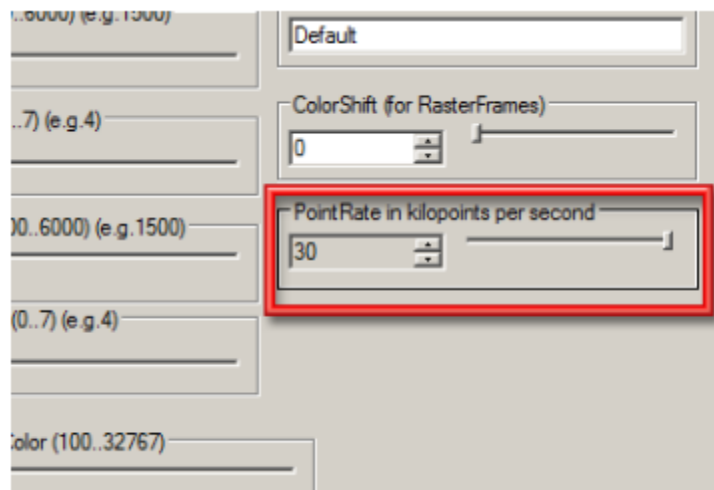 ..6000) (e.g.1500)
Default
ColorShift (for RasterFrames)
..7) (e.g.4)
0
PointRate in kilopoints per second
00..6000) (e.g.1500)
30
(0..7) (e.g.4)
Color (100..32767)